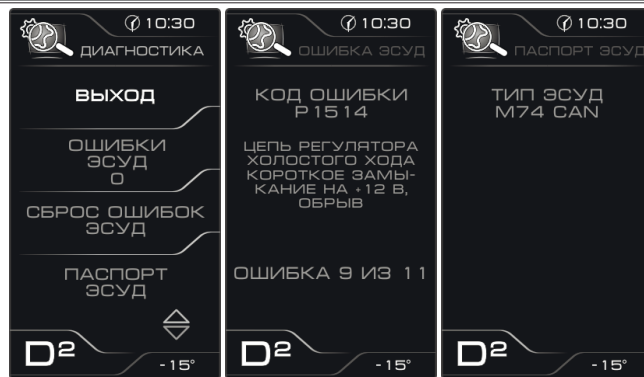 10:30
ДИАГНОСТИКА
ВЫХОД
ОШИБКИ
ЭСУД
0
СБРОС ОШИБОК
ЭСУД
ПАСПОРТ
ЭСУД
D2
-15°
10:30
ОШИБКА ЭСУД
КОД ОШИБКИ
P1514
ЦЕПЬ РЕГУЛЯТОРА
ХОЛОСТОГО ХОДА
КОРОТКОЕ ЗАМЫ-
КАНИЕ НА +12 В,
ОБРЫВ
ОШИБКА 9 ИЗ 11
D2
-15°
10:30
ПАСПОРТ ЭСУД
ТИП ЭСУД
M74 CAN
D2
-15°